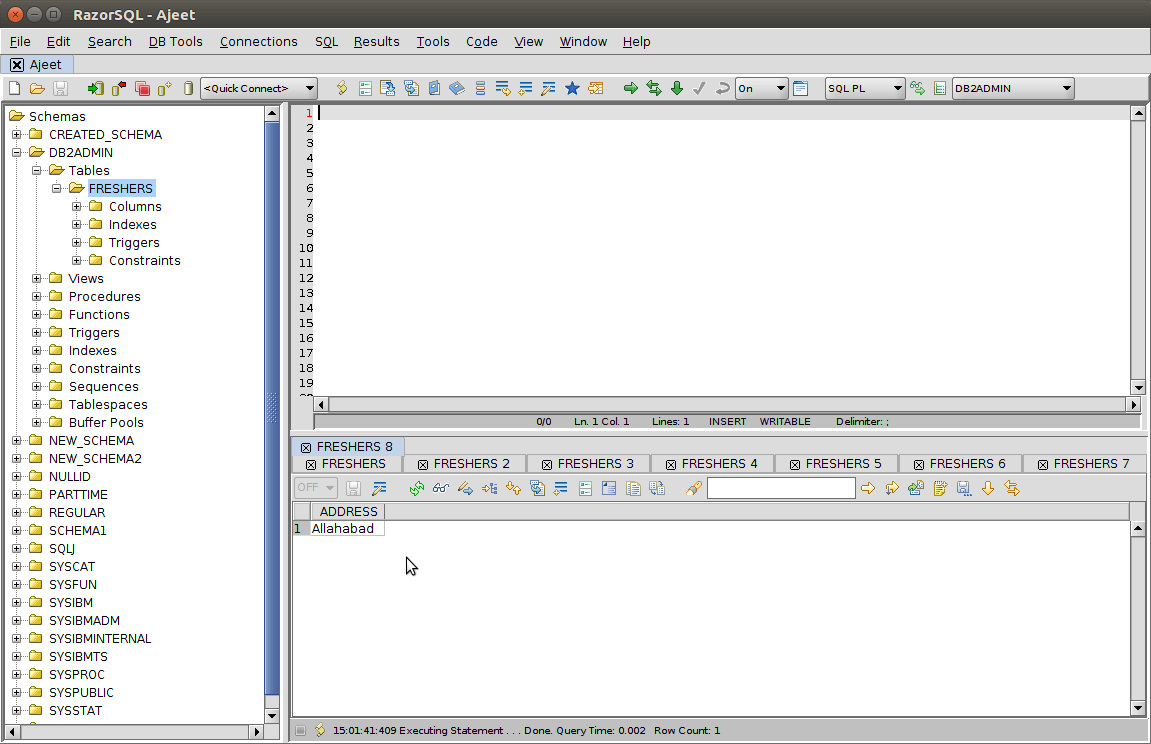 RazorSQL - Ajeet
File Edit Search DB Tools Connections SQL Results Tools Code View Window Help
Ajeet
<Quick Connect> On SQL PL DB2ADMIN
Schemas
CREATED_SCHEMA
DB2ADMIN
Tables
FRESHERS
Columns
Indexes
Triggers
Constraints
Views
Procedures
Functions
Triggers
Indexes
Constraints
Sequences
Tablespaces
Buffer Pools
NEW_SCHEMA
NEW_SCHEMA2
NULLID
PARTTIME
REGULAR
SCHEMA1
SQLJ
SYSCAT
SYSFUN
SYSIBM
SYSIBMADM
SYSIBMINTERNAL
SYSIBMTS
SYSPROC
SYSPUBLIC
SYSSTAT
1
2
3
4
5
6
7
8
9
10
11
12
13
14
15
16
17
18
19
0/0 Ln. 1 Col. 1 Lines: 1 INSERT WRITABLE Delimiter: ;
FRESHERS 8
FRESHERS FRESHERS 2 FRESHERS 3 FRESHERS 4 FRESHERS 5 FRESHERS 6 FRESHERS 7
OFF
ADDRESS
1 Allahabad
15:01:41:409 Executing Statement . . . Done. Query Time: 0.002 Row Count: 1